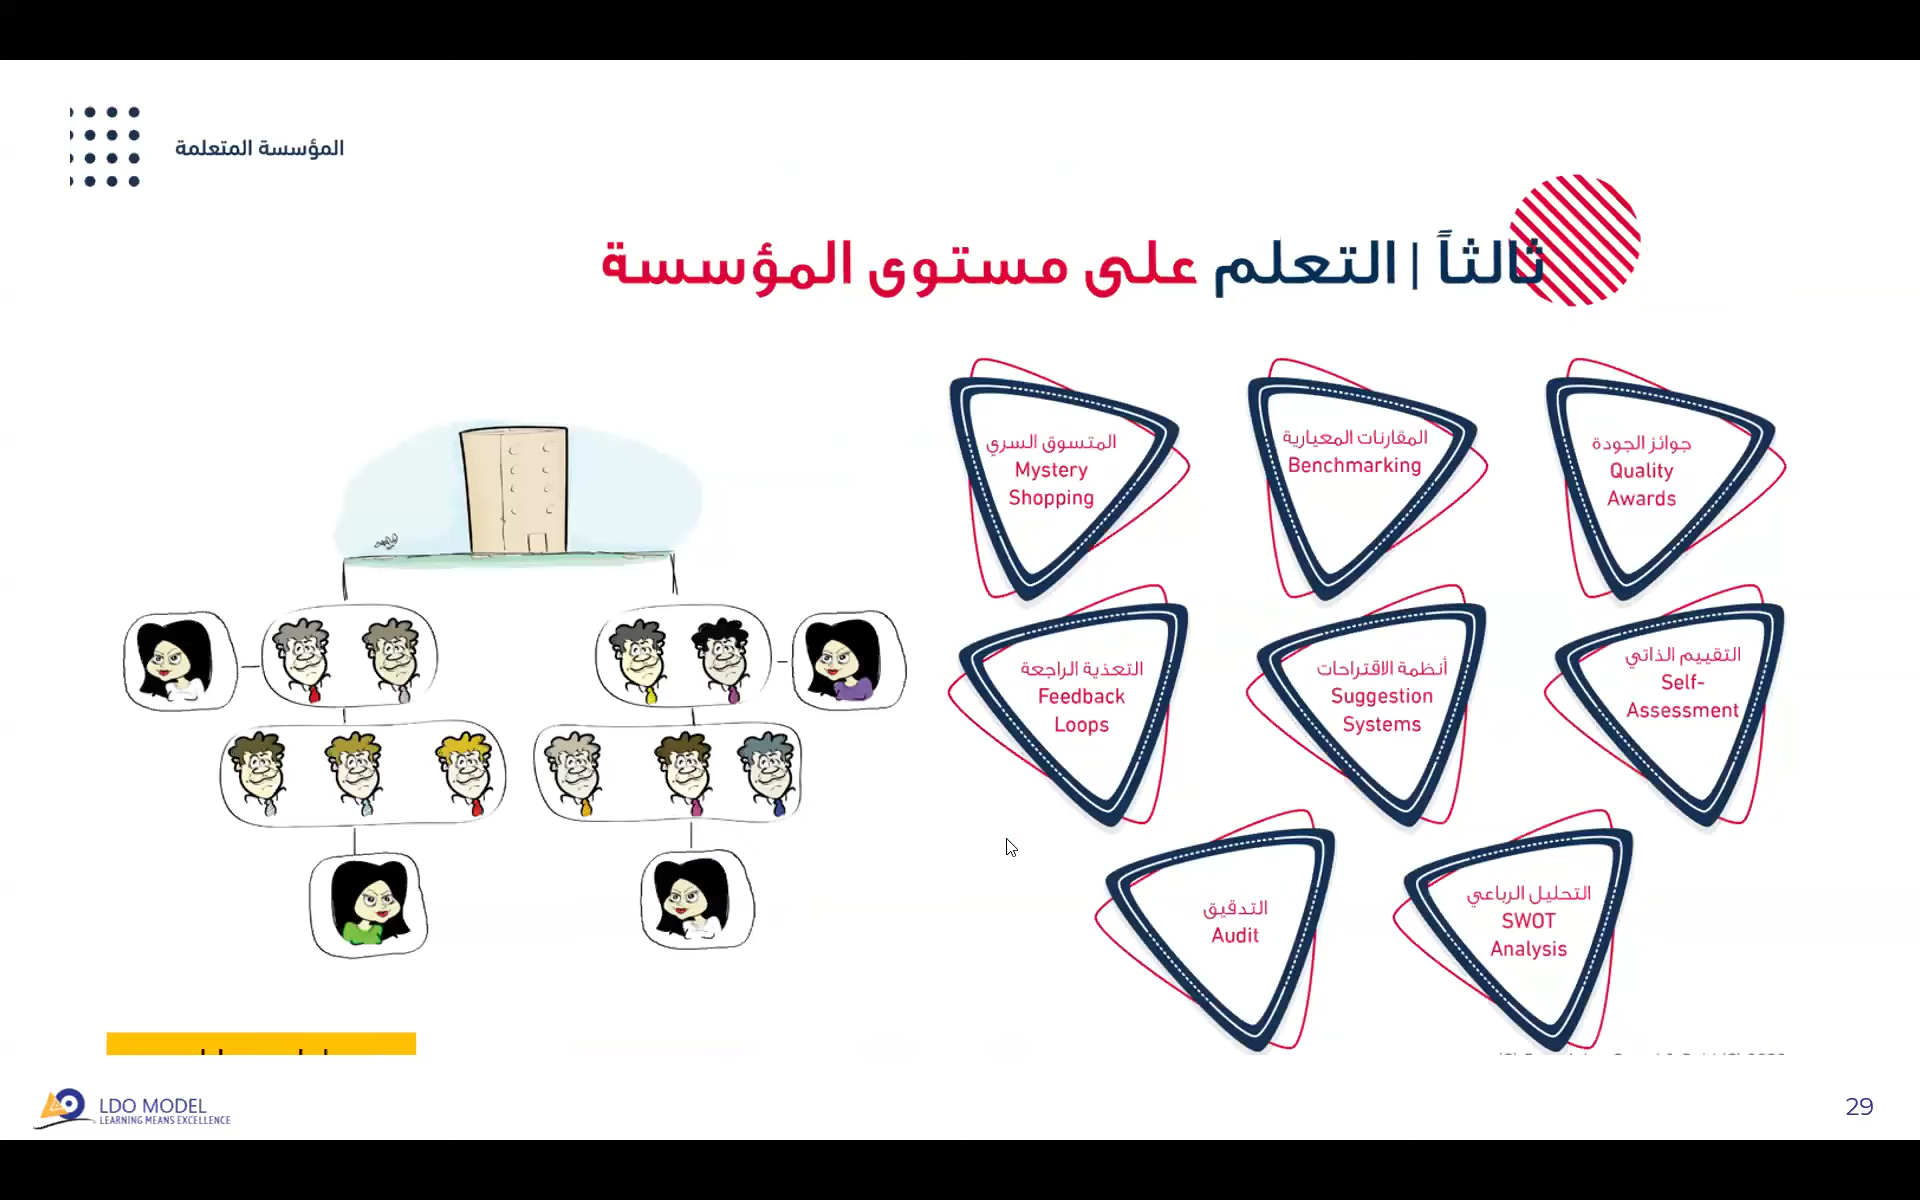 المؤسسة المتعلمة
ثالثاً | التعلم على مستوى المؤسسة
جوائز الجودة
Quality
Awards
المقارنات المعيارية
Benchmarking
المتسوق السري
Mystery
Shopping
التقييم الذاتي
Self-
Assessment
أنظمة الاقتراحات
Suggestion
Systems
التعذية الراجعة
Feedback
Loops
التحليل الرباعي
SWOT
Analysis
التدقيق
Audit
LDO MODEL
LEARNING MEANS EXCELLENCE
29